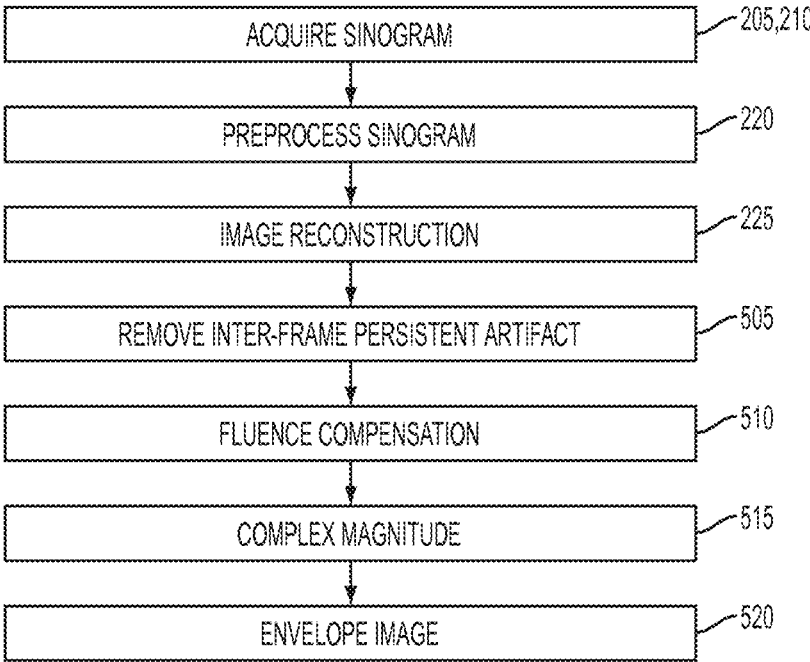 ACQUIRE SINOGRAM 205,210
PREPROCESS SINOGRAM 220
IMAGE RECONSTRUCTION 225
REMOVE INTER-FRAME PERSISTENT ARTIFACT 505
FLUENCE COMPENSATION 510
COMPLEX MAGNITUDE 515
ENVELOPE IMAGE 520